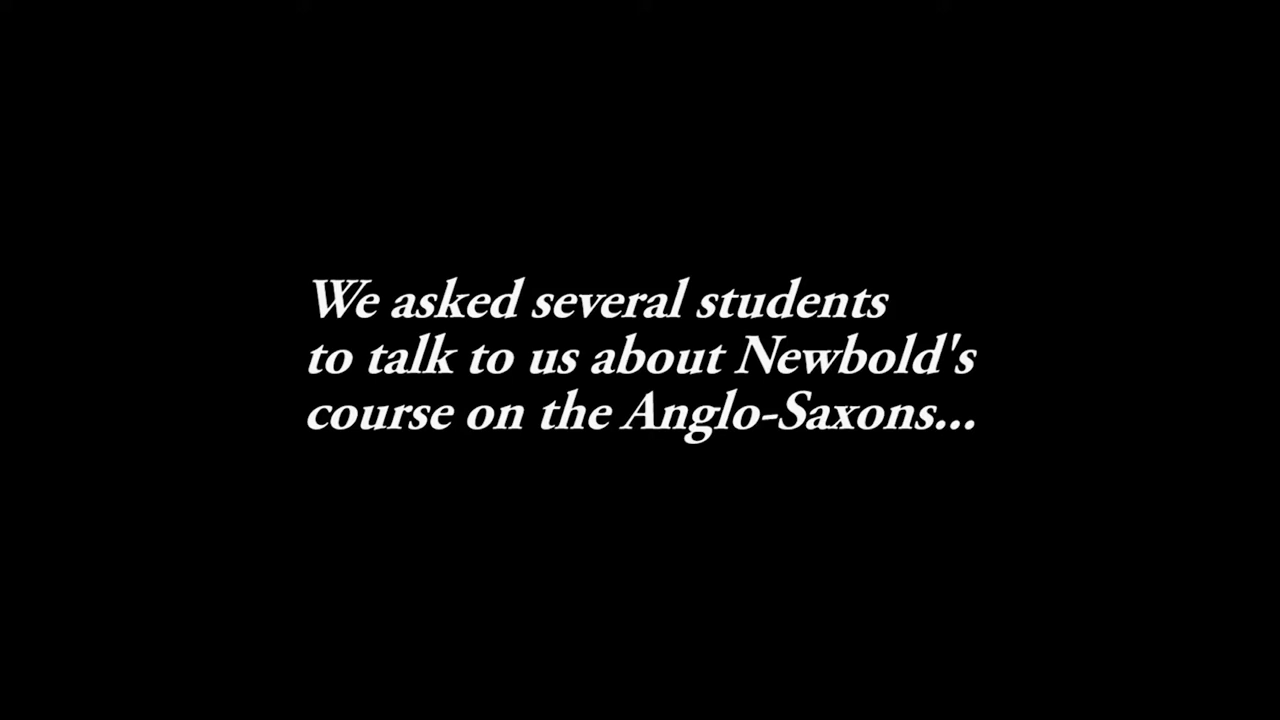 We asked several students
to talk to us about Newbold's
course on the Anglo-Saxons...